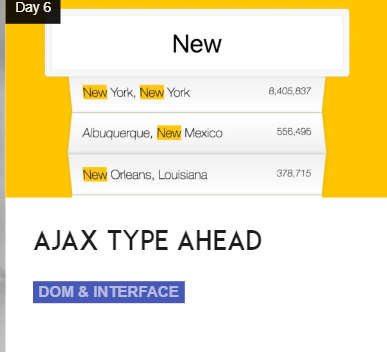 Day 6
New
New York, New York 8,405,837
Albuquerque, New Mexico 556,495
New Orleans, Louisiana 378,715
AJAX TYPE AHEAD
DOM & INTERFACE